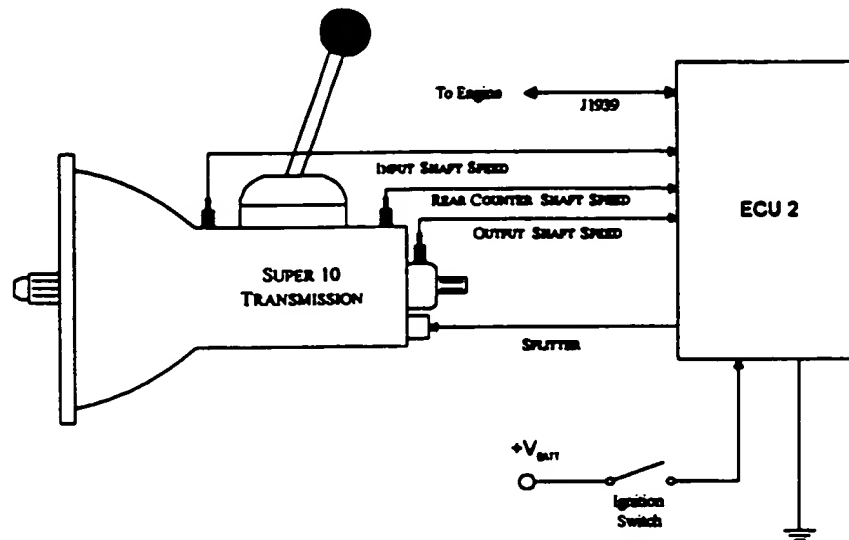 To Engine
J1939
INPUT SHAFT SPEED
REAR COUNTER SHAFT SPEED
ECU 2
OUTPUT SHAFT SPEED
SUPER 10
TRANSMISSION
SPLITTER
+VBATT
Ignition
Switch